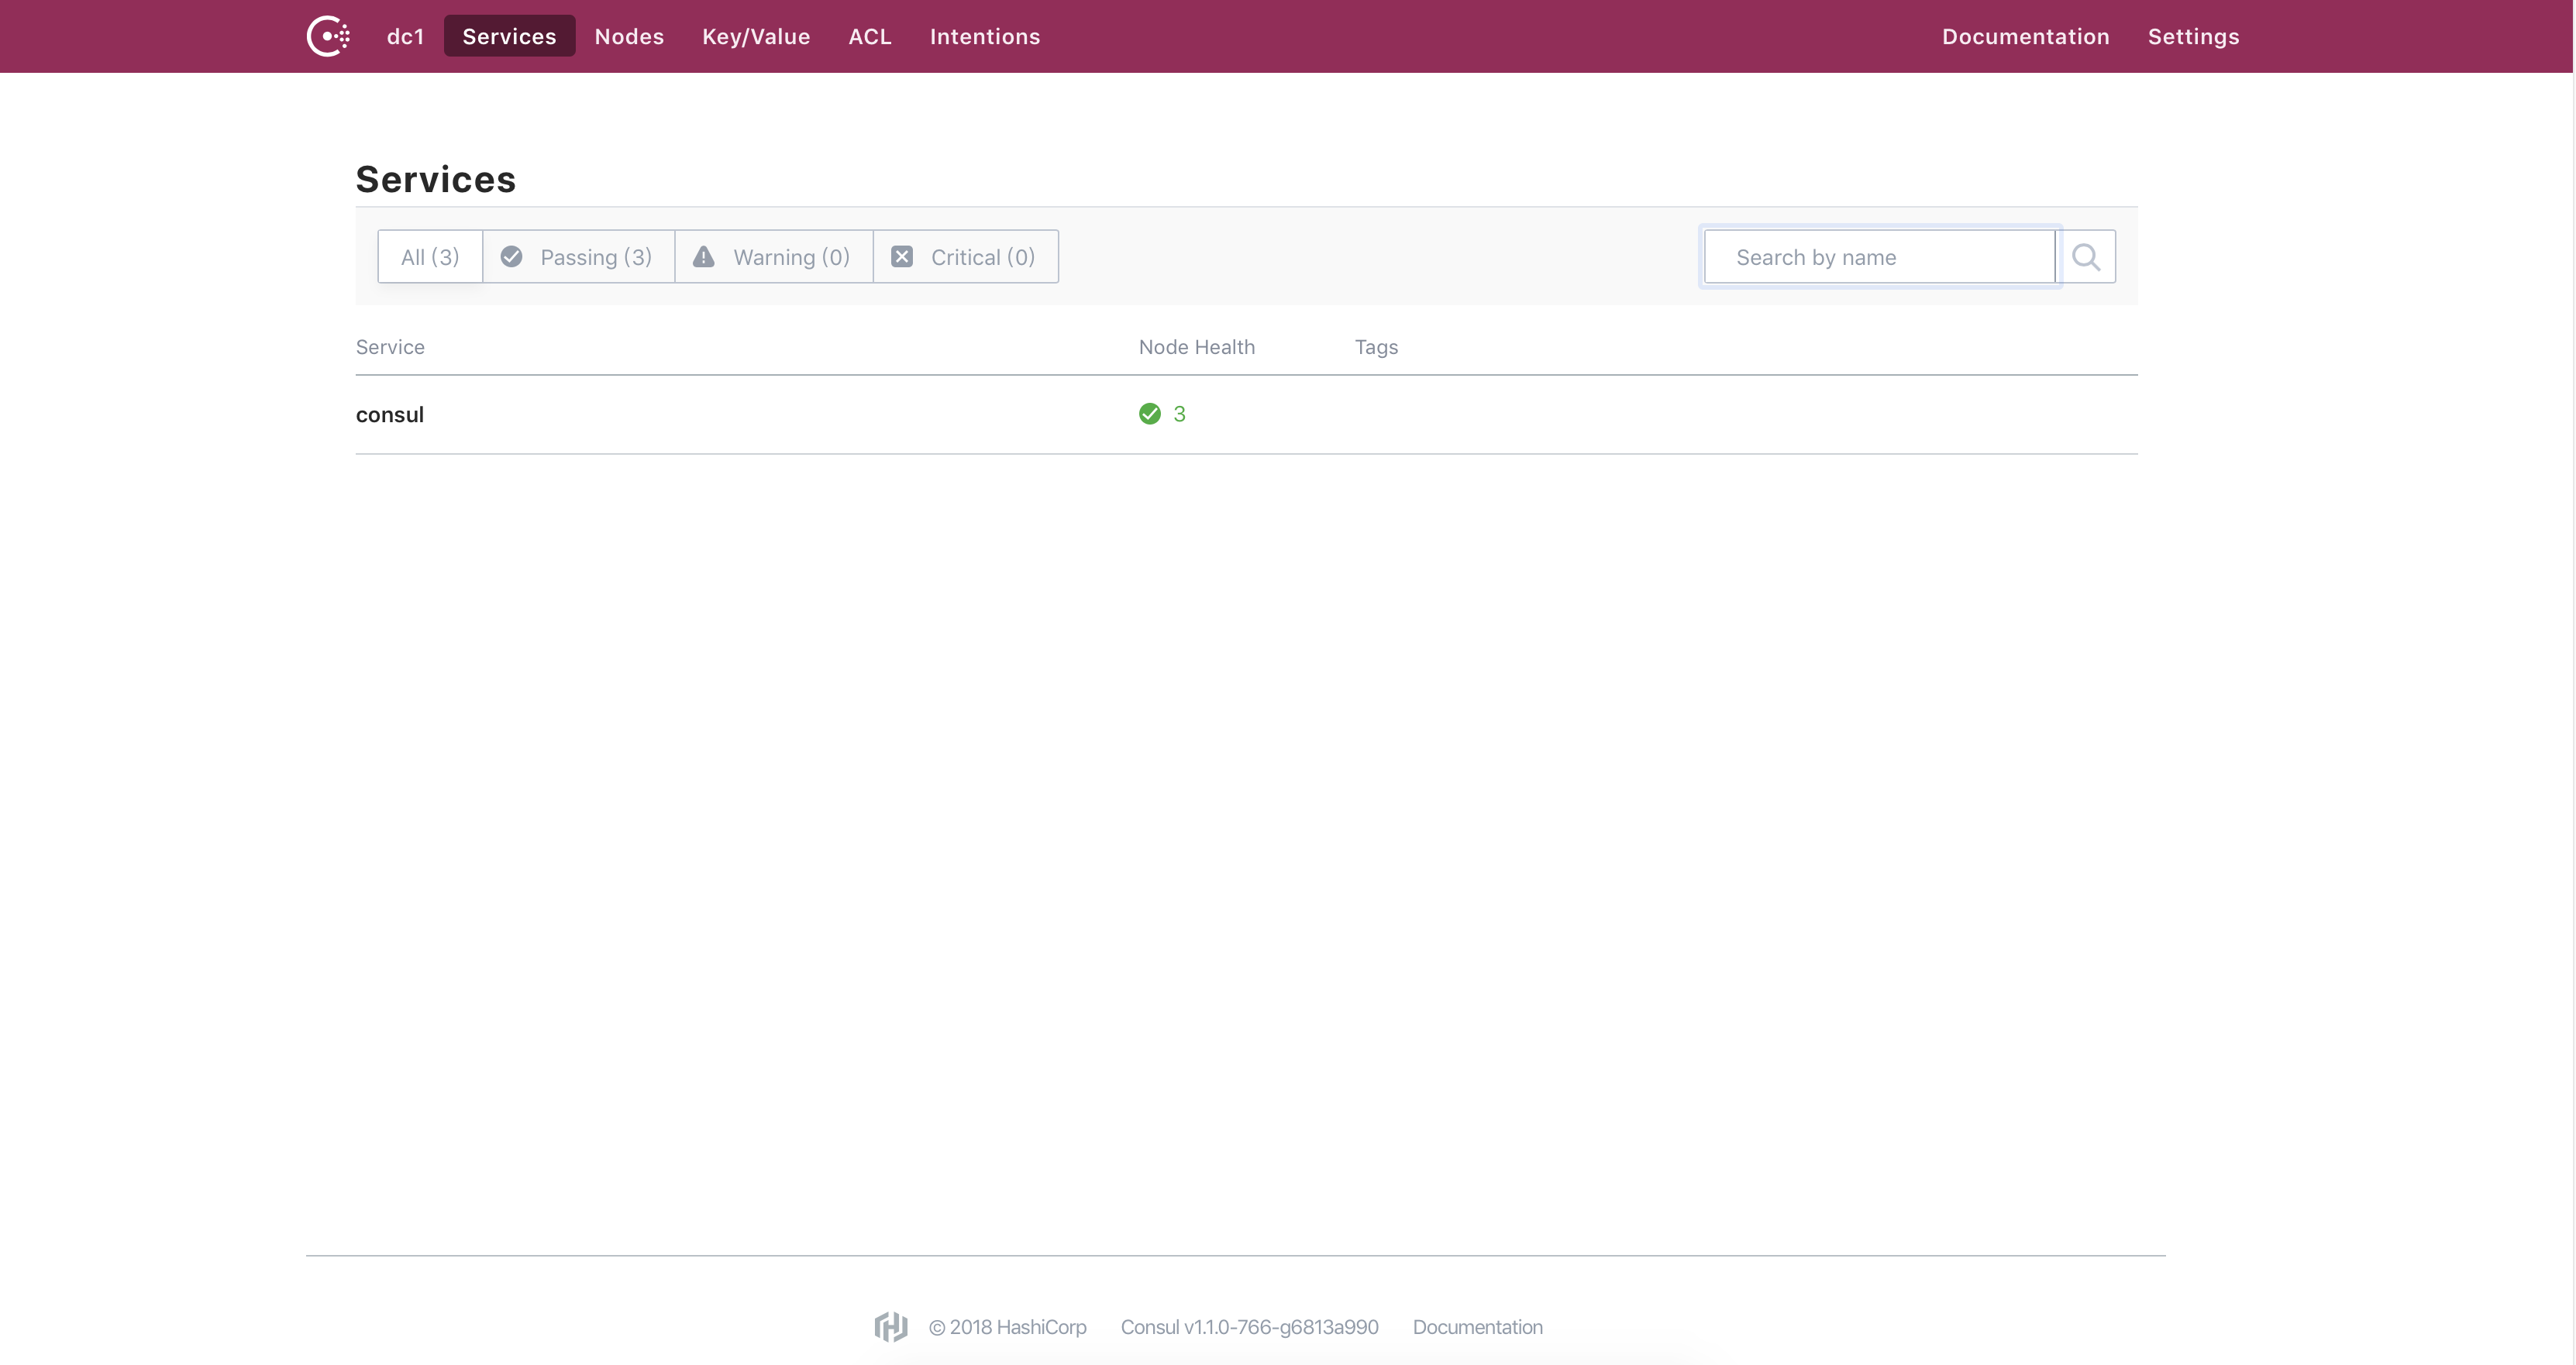 dc1 Services Nodes Key/Value ACL Intentions Documentation Settings
Services
All (3) Passing (3) Warning (0) Critical (0) Search by name
Service Node Health Tags
consul 3
© 2018 HashiCorp Consul v1.1.0-766-g6813a990 Documentation